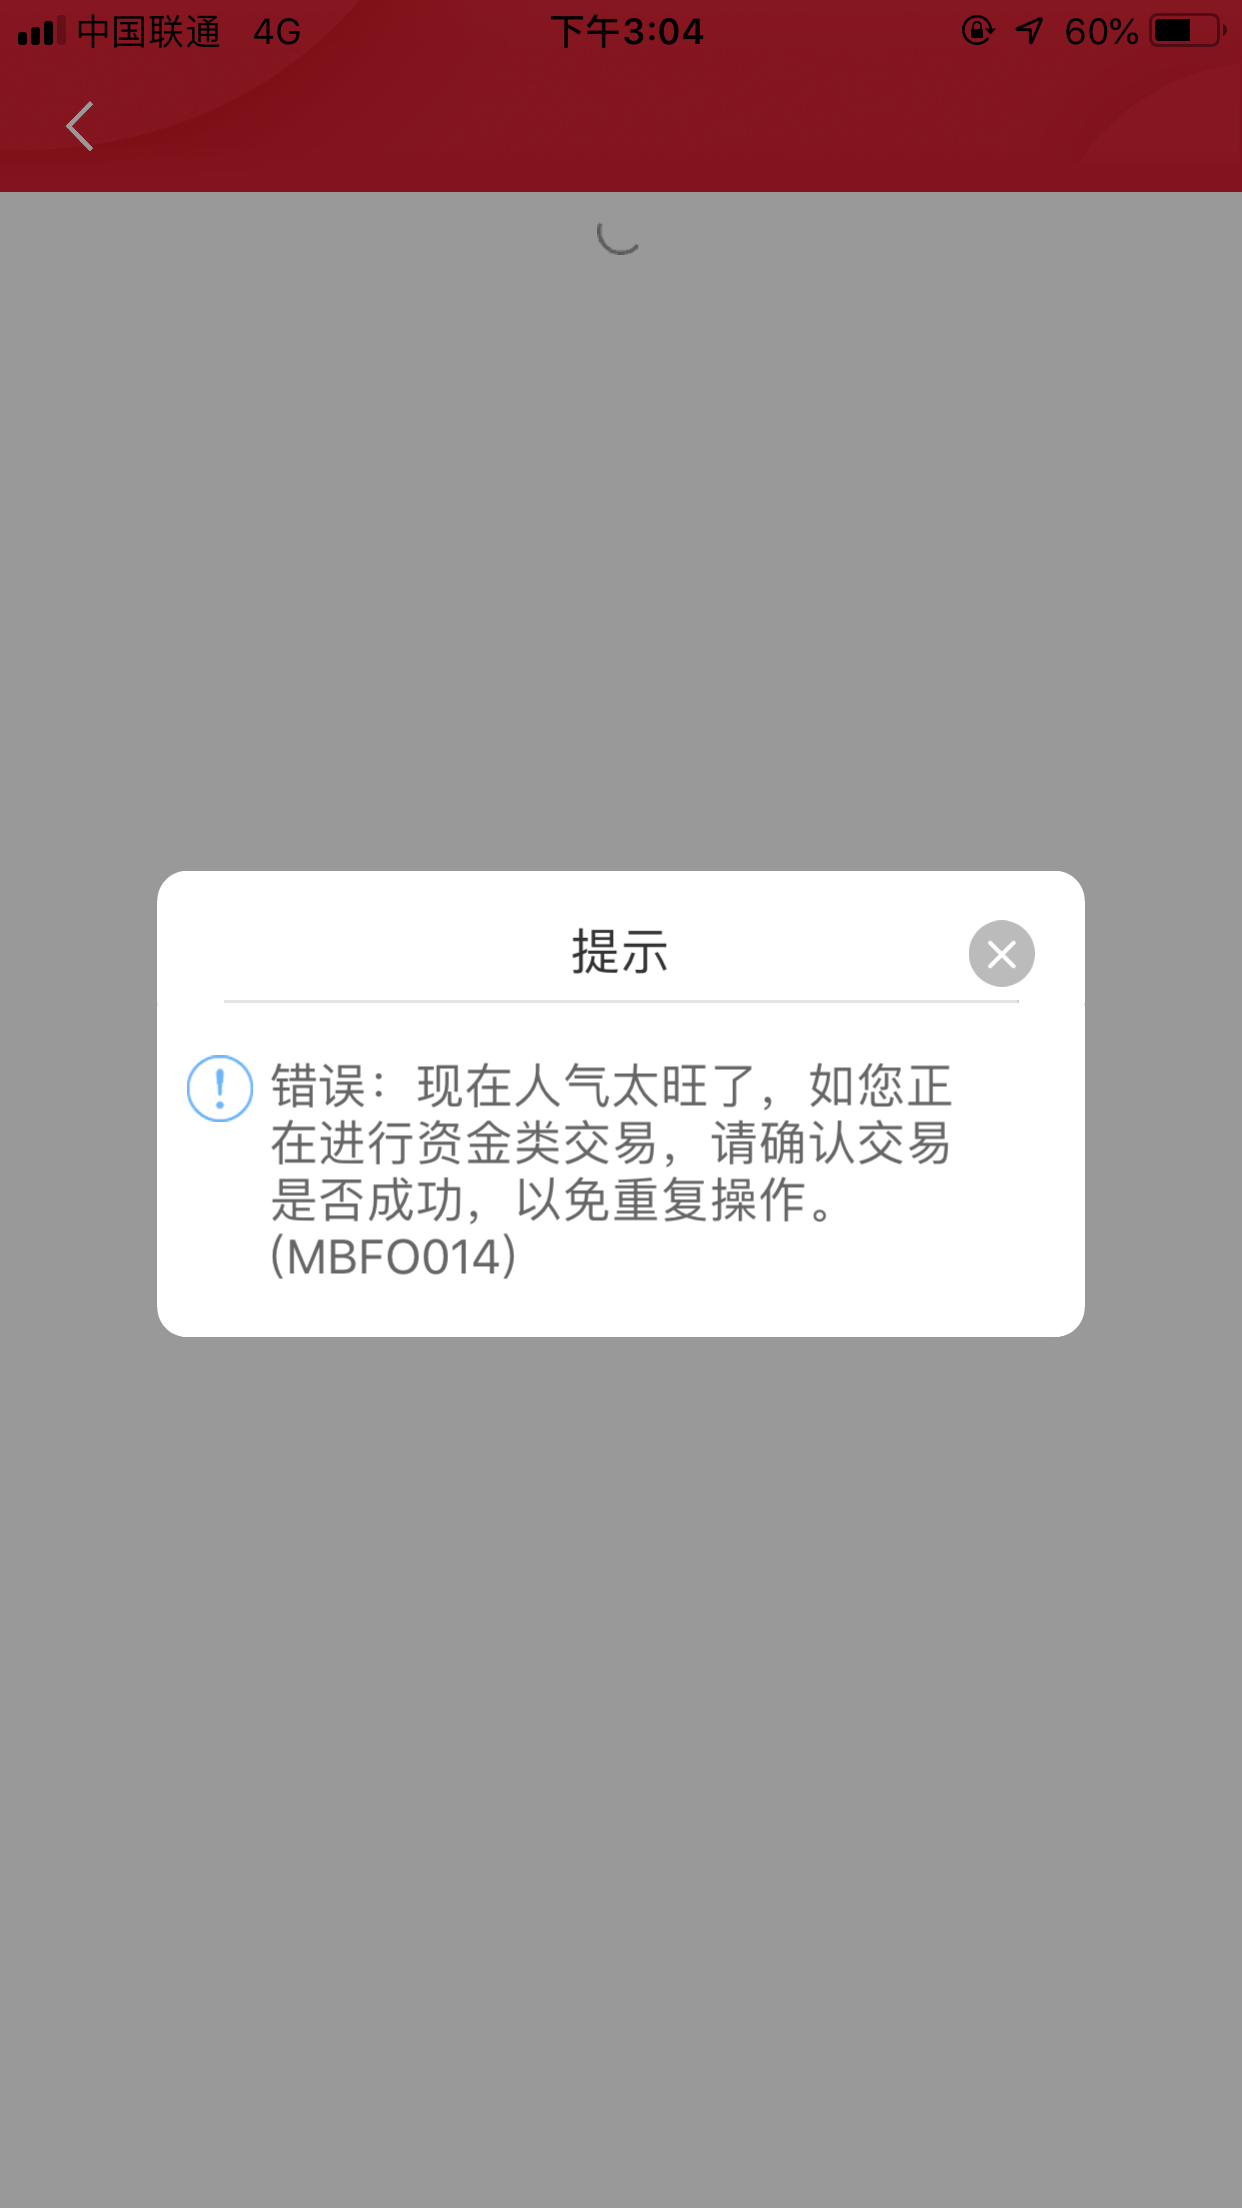 中国联通 4G 下午3:04 60%
提示
错误：现在人气太旺了，如您正
在进行资金类交易，请确认交易
是否成功，以免重复操作。
(MBFO014)